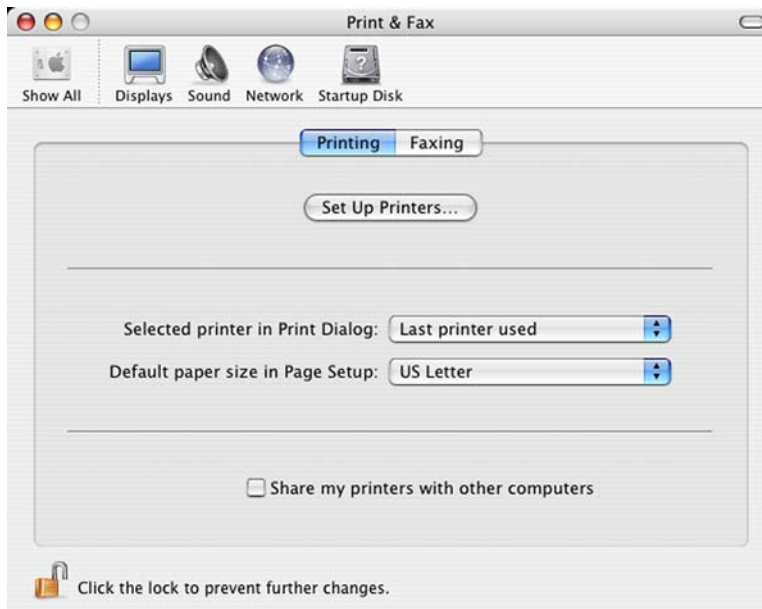 Print & Fax
Show All Displays Sound Network Startup Disk
Printing Faxing
Set Up Printers...
Selected printer in Print Dialog: Last printer used
Default paper size in Page Setup: US Letter
Share my printers with other computers
Click the lock to prevent further changes.